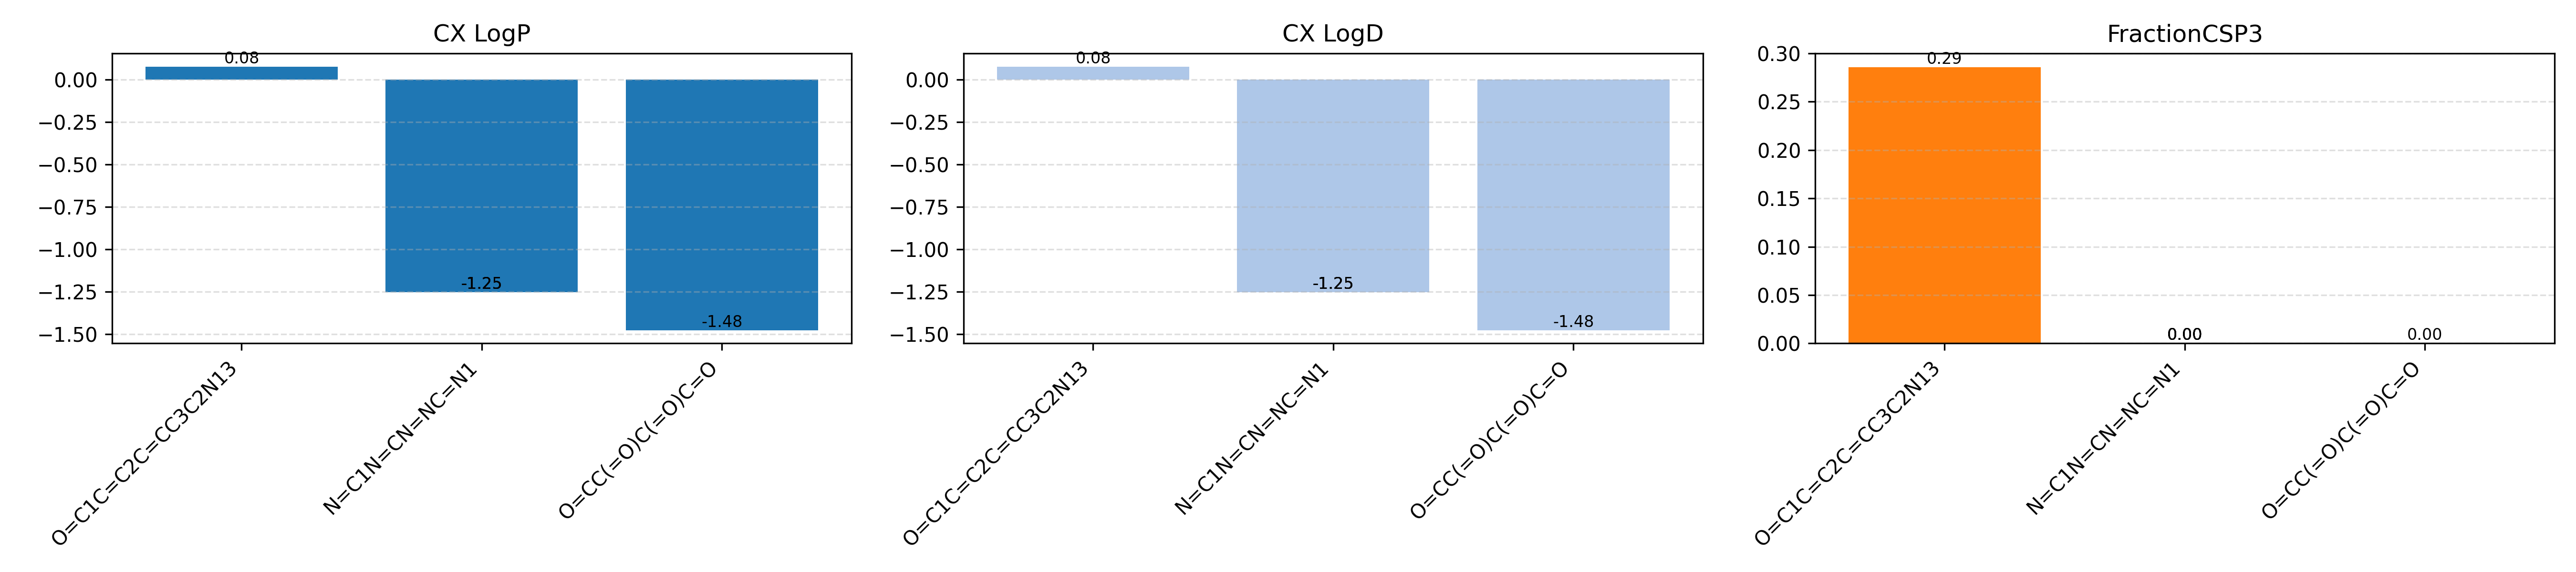 CX LogP
0.00
−0.25
−0.50
−0.75
−1.00
−1.25
−1.50
0.08
-1.25
-1.48
O=C1C=C2C=CC3C2N13
N=C1N=CN=NC=N1
O=CC(=O)C(=O)C=O
CX LogD
0.00
−0.25
−0.50
−0.75
−1.00
−1.25
−1.50
0.08
-1.25
-1.48
O=C1C=C2C=CC3C2N13
N=C1N=CN=NC=N1
O=CC(=O)C(=O)C=O
FractionCSP3
0.30
0.25
0.20
0.15
0.10
0.05
0.00
0.29
0.00
0.00
O=C1C=C2C=CC3C2N13
N=C1N=CN=NC=N1
O=CC(=O)C(=O)C=O